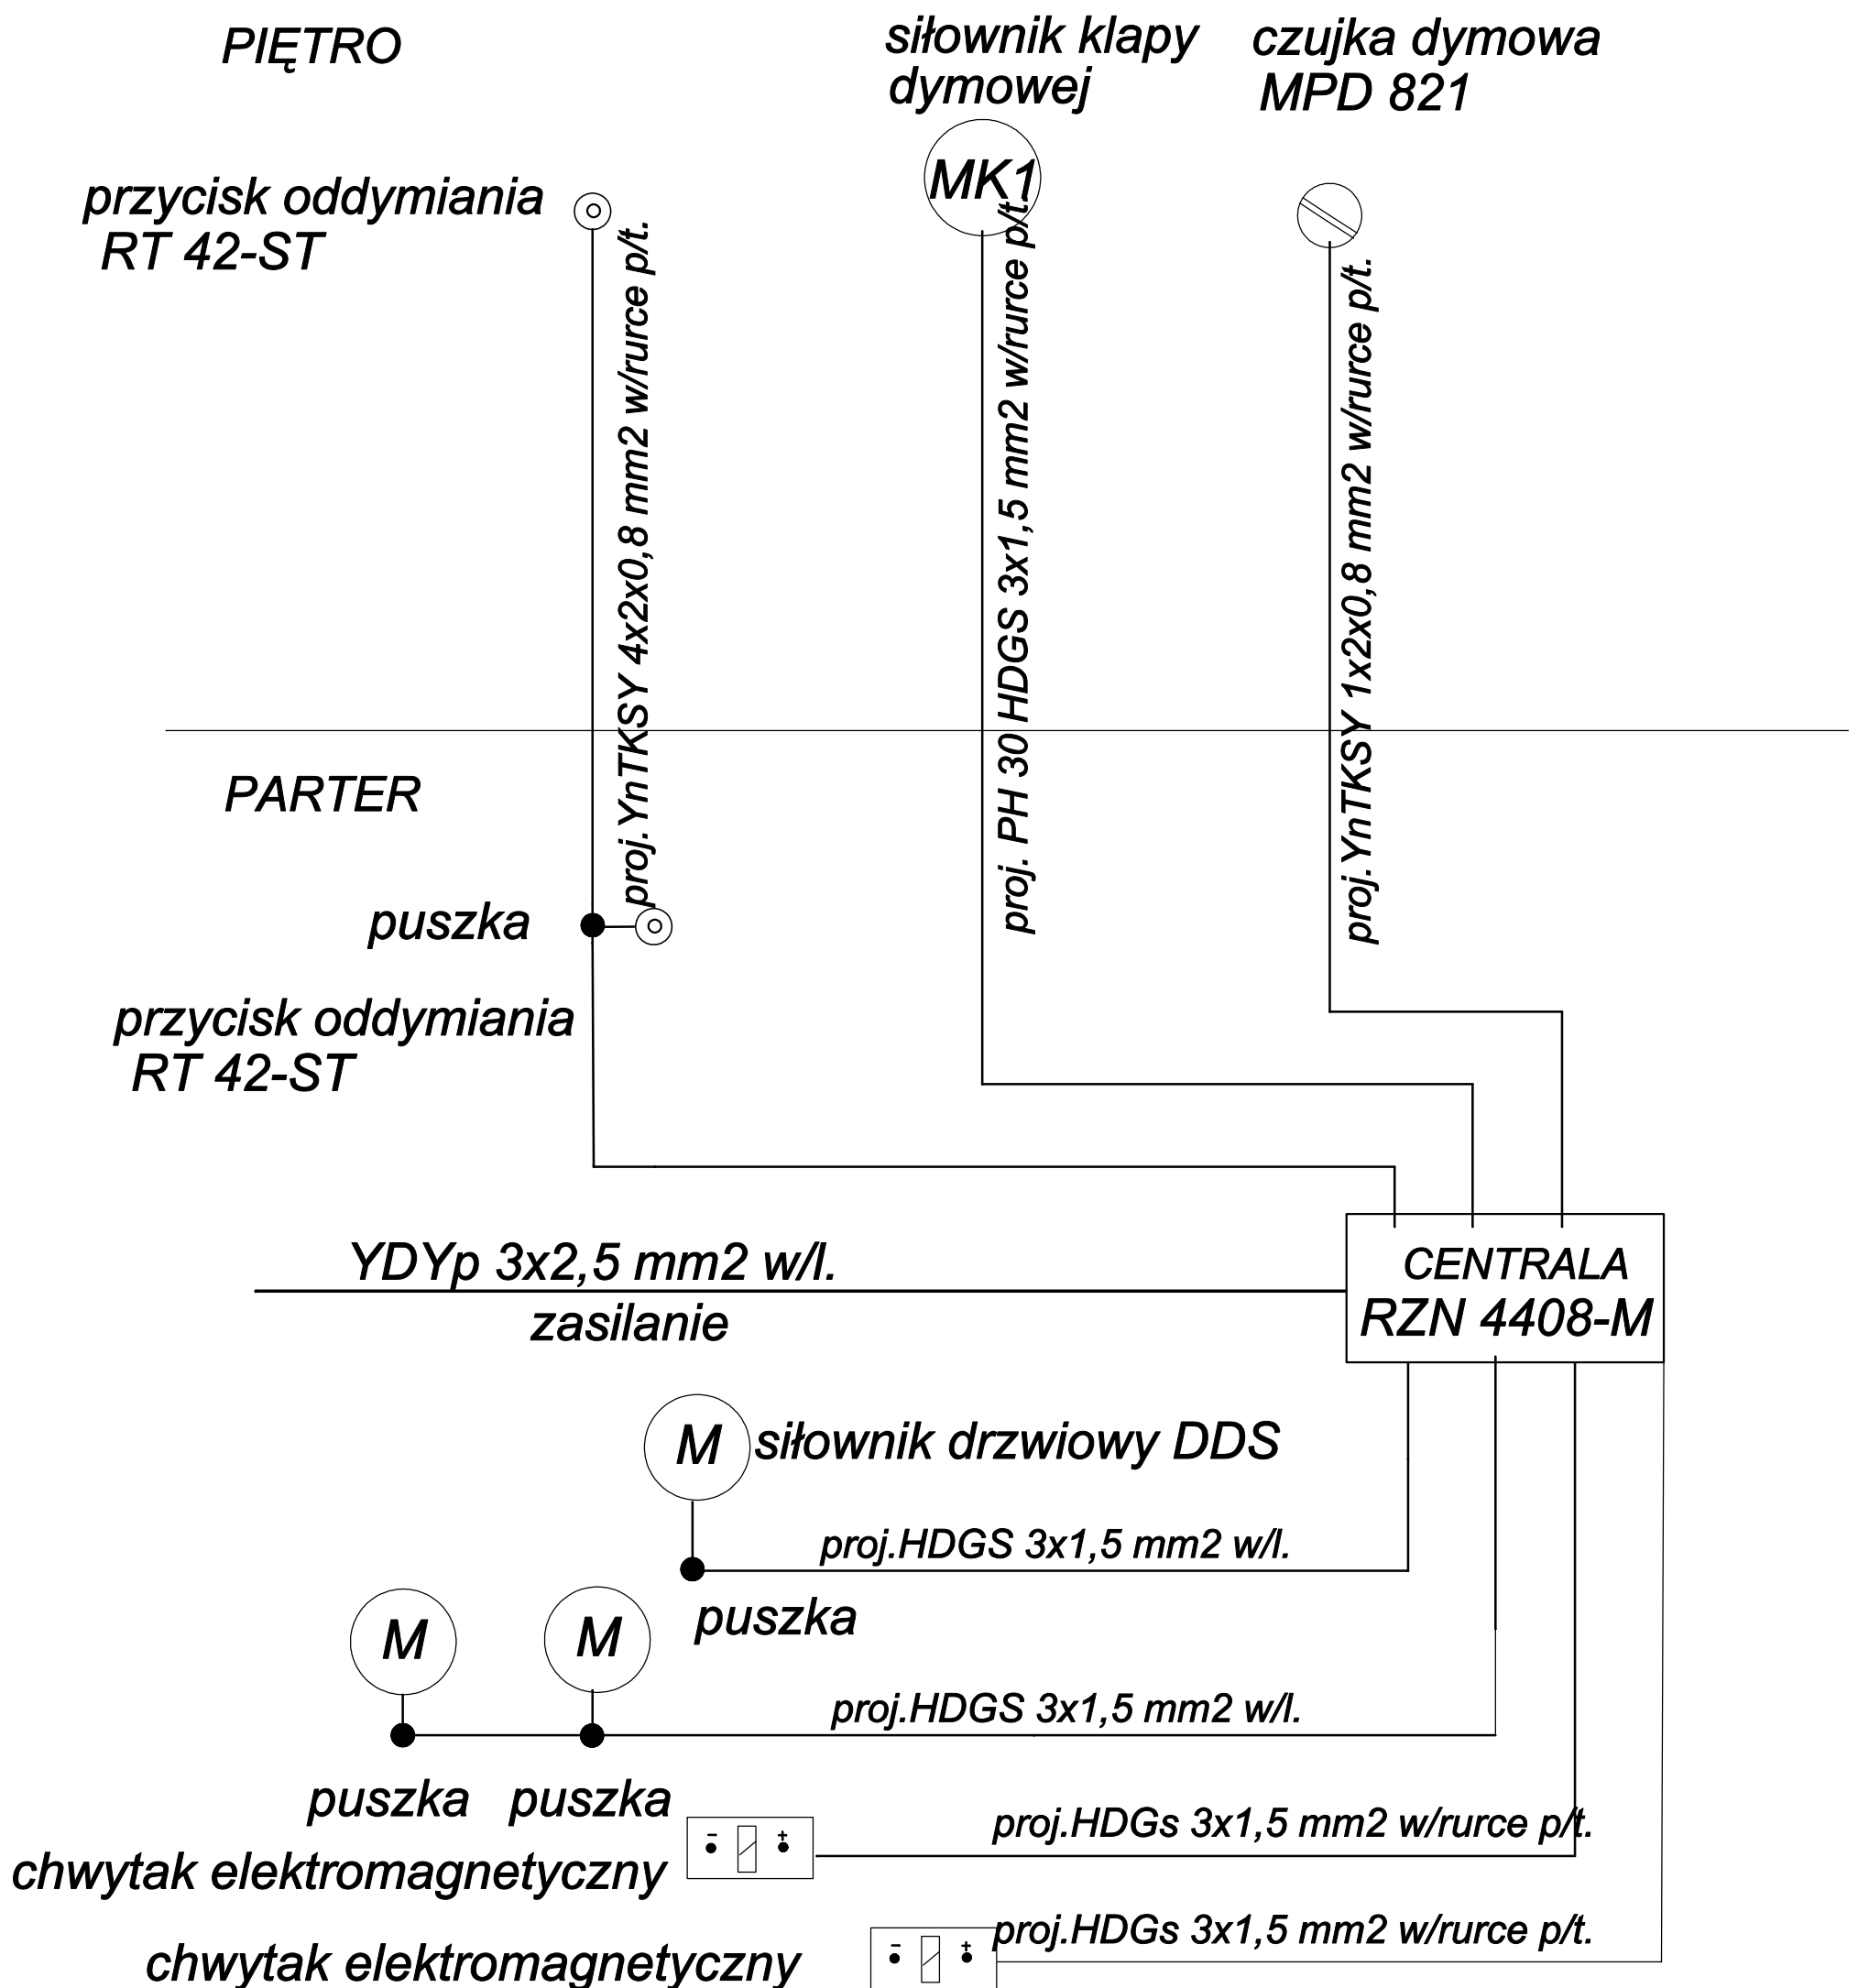 PIĘTRO
siłownik klapy
dymowej
czujka dymowa
MPD 821
MK1
przycisk oddymiania
RT 42-ST
proj.YnTKSY 4x2x0,8 mm2 w/rurce p/t.
proj. PH 30 HDGS 3x1,5 mm2 w/rurce p/t.
proj.YnTKSY 1x2x0,8 mm2 w/rurce p/t.
PARTER
puszka
przycisk oddymiania
RT 42-ST
YDYp 3x2,5 mm2 w/l.
zasilanie
CENTRALA
RZN 4408-M
M
siłownik drzwiowy DDS
proj.HDGS 3x1,5 mm2 w/l.
puszka
M
M
proj.HDGS 3x1,5 mm2 w/l.
puszka
puszka
- +
proj.HDGs 3x1,5 mm2 w/rurce p/t.
chwytak elektromagnetyczny
- +
proj.HDGs 3x1,5 mm2 w/rurce p/t.
chwytak elektromagnetyczny